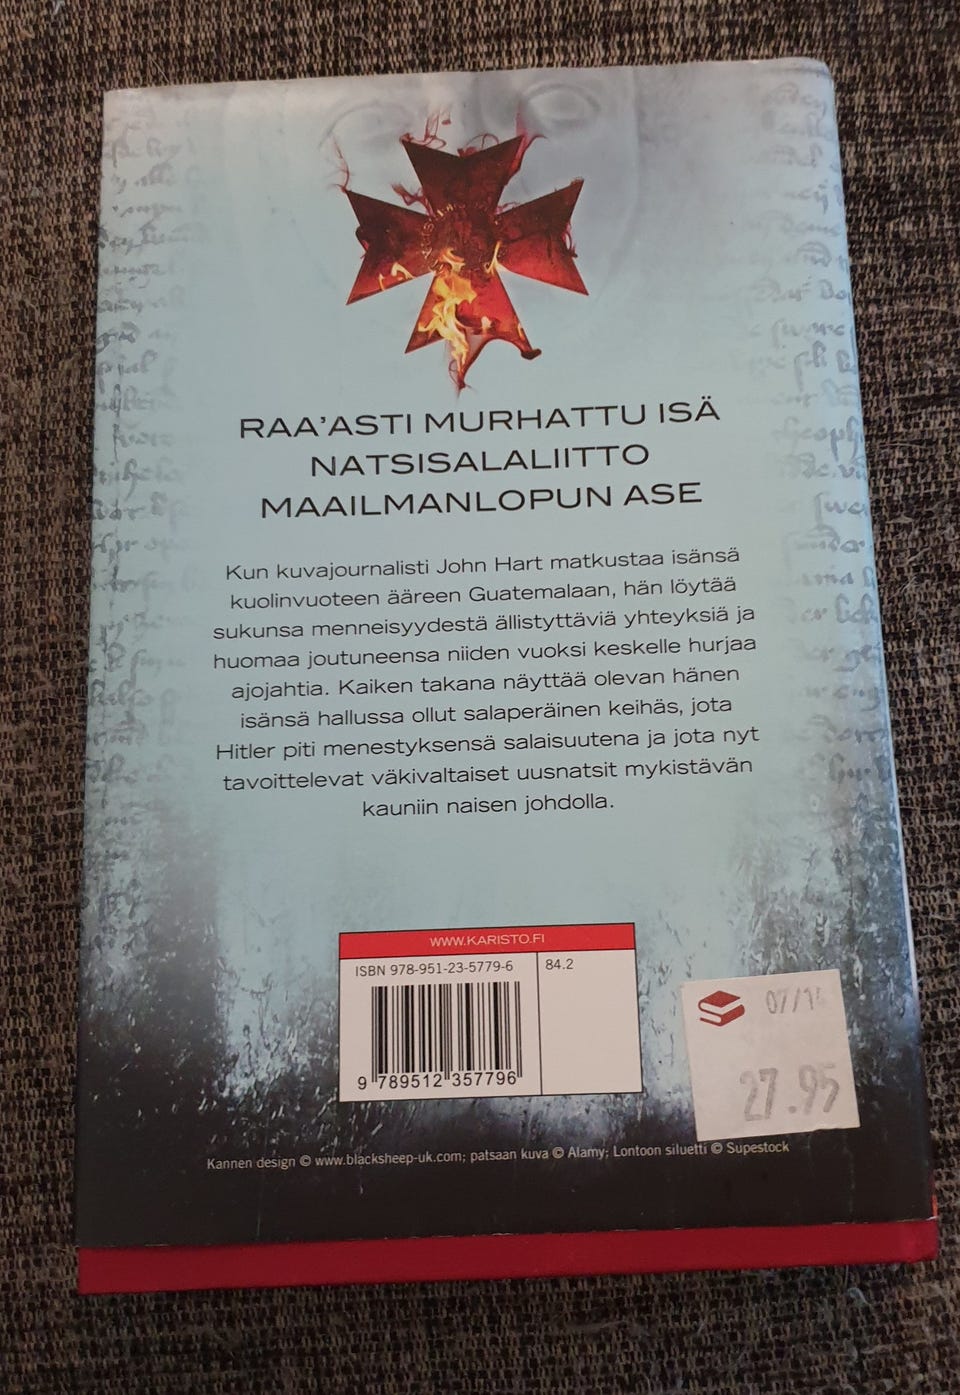 RAA'ASTI MURHATTU ISÄ
NATSISALALIITTO
MAAILMANLOPUN ASE
Kun kuvajournalisti John Hart matkustaa isänsä
kuolinvuoteen ääreen Guatemalaan, hän löytää
sukunsa menneisyydestä ällistyttäviä yhteyksiä ja
huomaa joutuneensa niiden vuoksi keskelle hurjaa
ajojahtia. Kaiken takana näyttää olevan hänen
isänsä hallussa ollut salaperäinen keihäs, jota
Hitler piti menestyksensä salaisuutena ja jota nyt
tavoittelevat väkivaltaiset uusnatsit mykistävän
kauniin naisen johdolla.
WWW.KARISTO.FI
ISBN 978-951-23-5779-6
84.2
9 789512 357796
27.95
Kannen design © www.blacksheep-uk.com; patsaan kuva © Alamy; Lontoon siluetti © Supestock